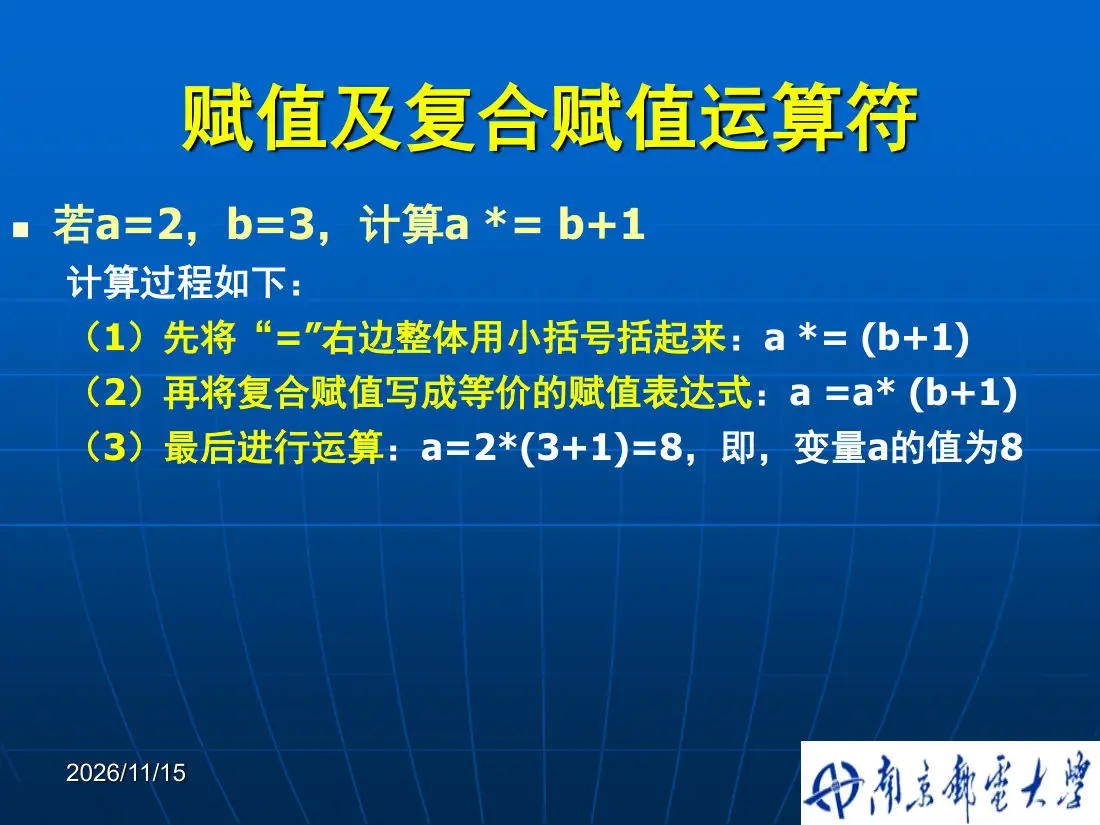 赋值及复合赋值运算符
若a=2，b=3，计算a *= b+1
计算过程如下：
（1）先将“=”右边整体用小括号括起来：a *= (b+1)
（2）再将复合赋值写成等价的赋值表达式：a =a* (b+1)
（3）最后进行运算：a=2*(3+1)=8，即，变量a的值为8
2026/11/15
南京郵電大學